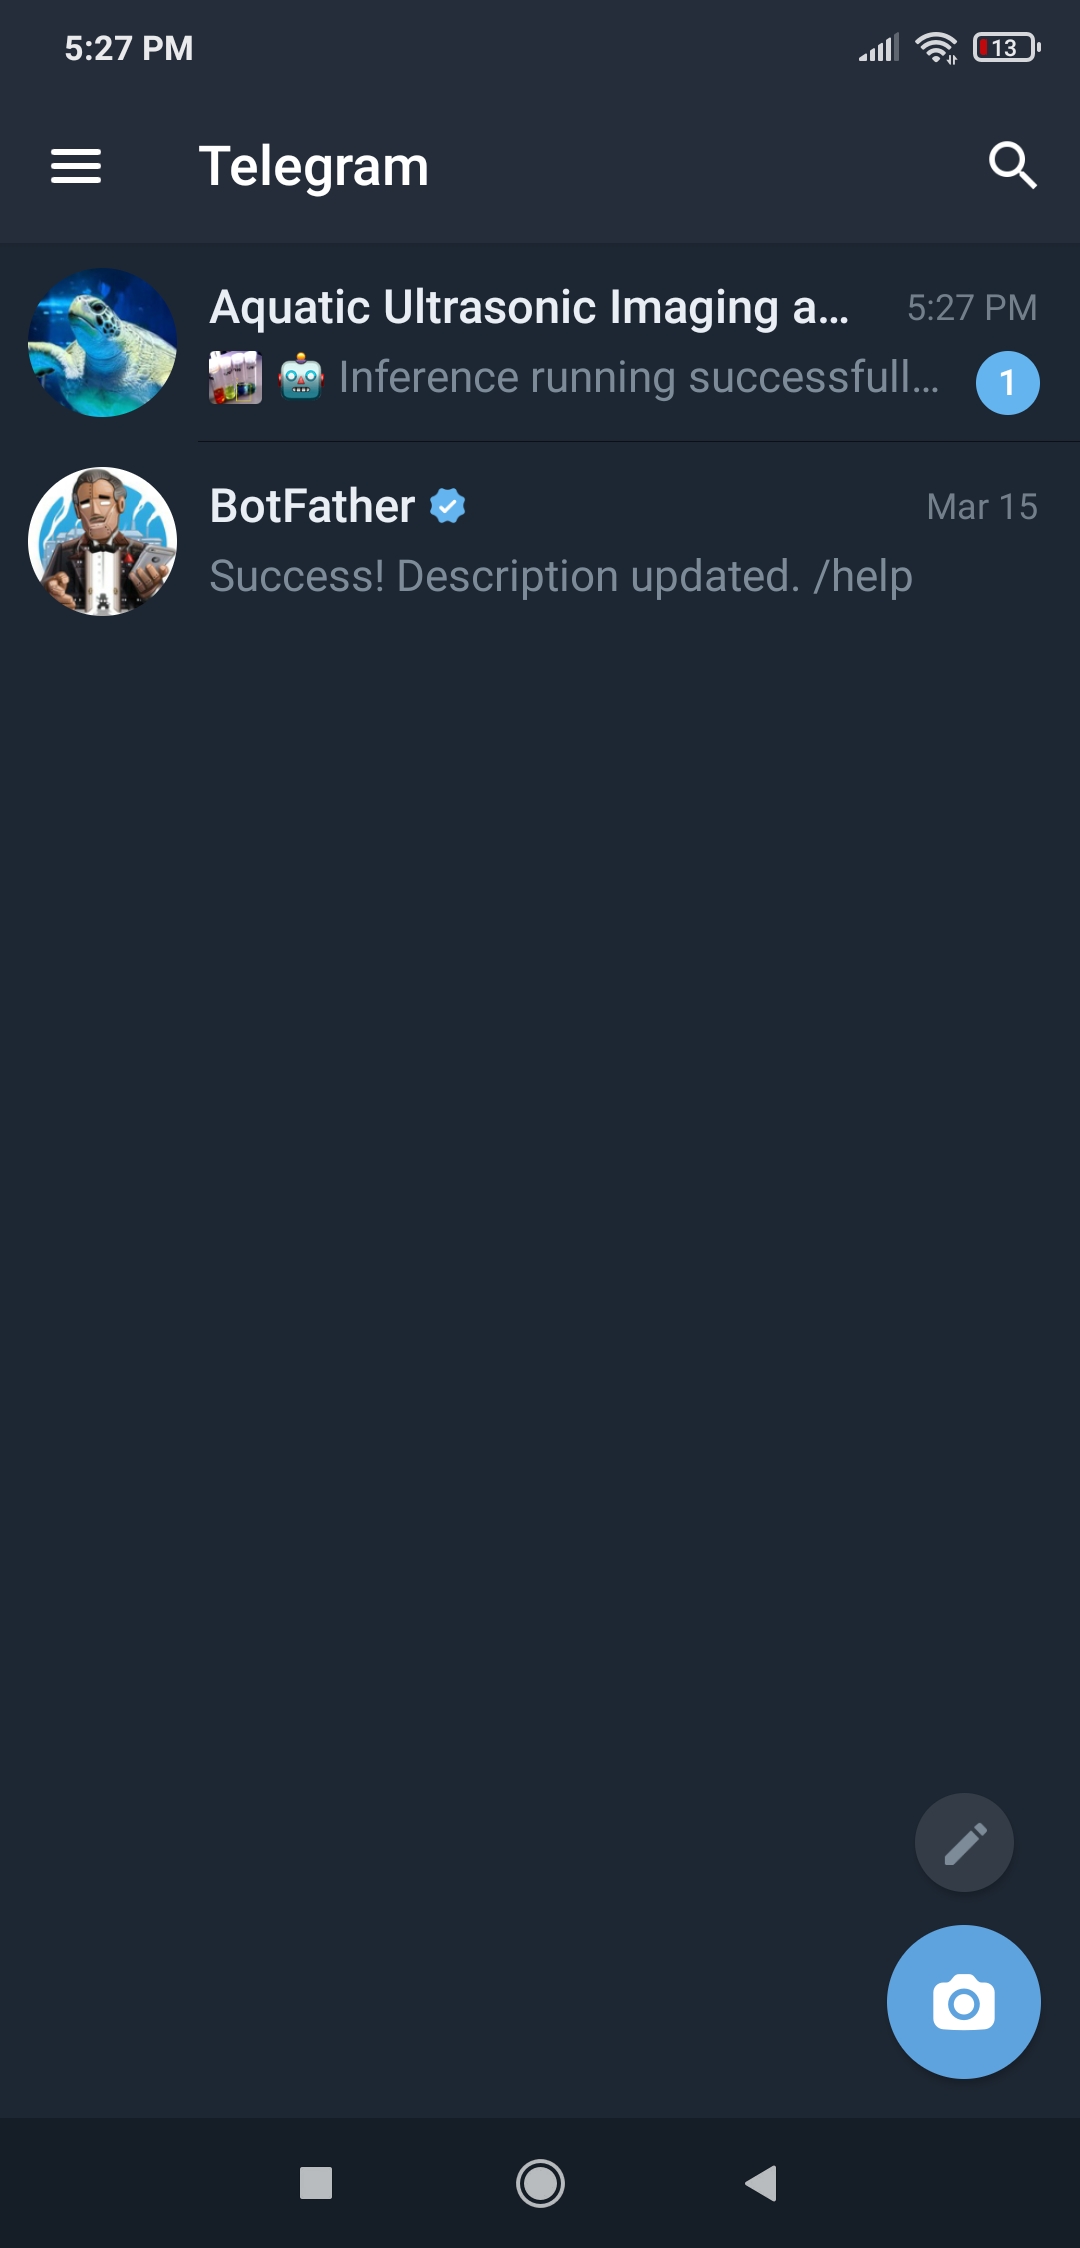 5:27 PM
13
Telegram
Aquatic Ultrasonic Imaging a...
5:27 PM
Inference running successfull...
1
BotFather
Mar 15
Success! Description updated. /help